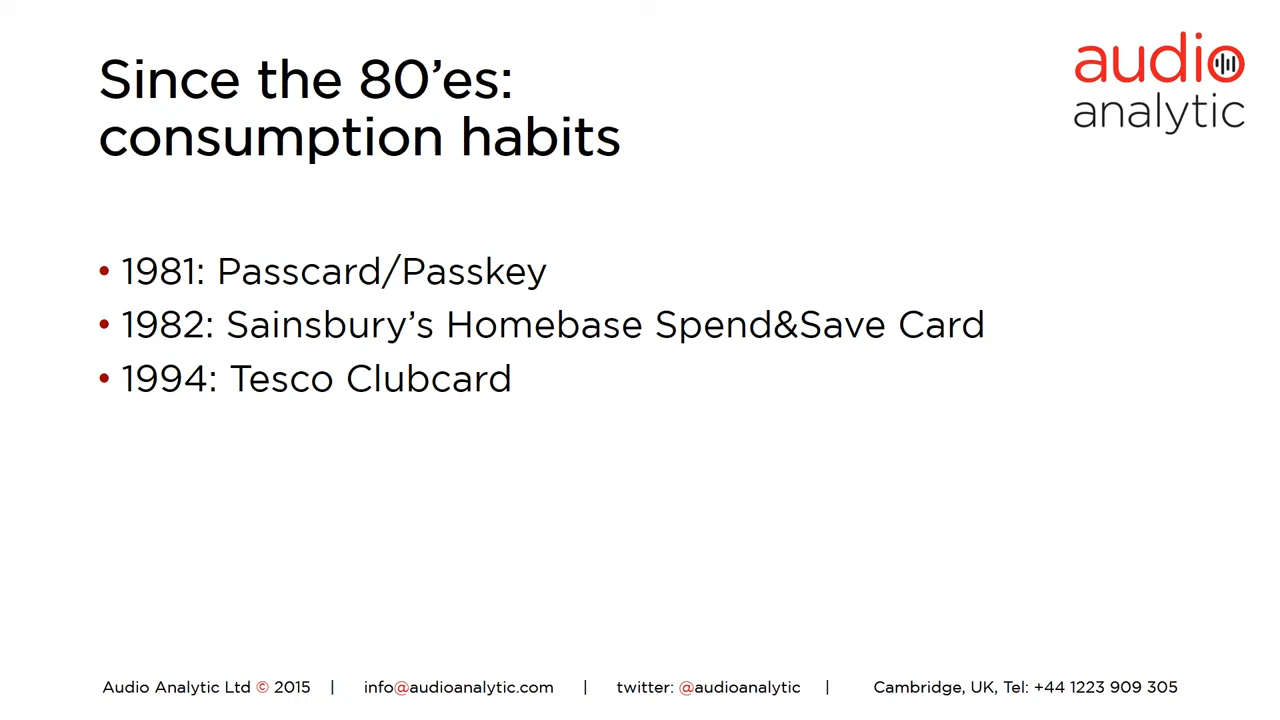 Since the 80’es:
consumption habits
audio
analytic
• 1981: Passcard/Passkey
• 1982: Sainsbury’s Homebase Spend&Save Card
• 1994: Tesco Clubcard
Audio Analytic Ltd © 2015 | info@audioanalytic.com | twitter: @audioanalytic | Cambridge, UK, Tel: +44 1223 909 305